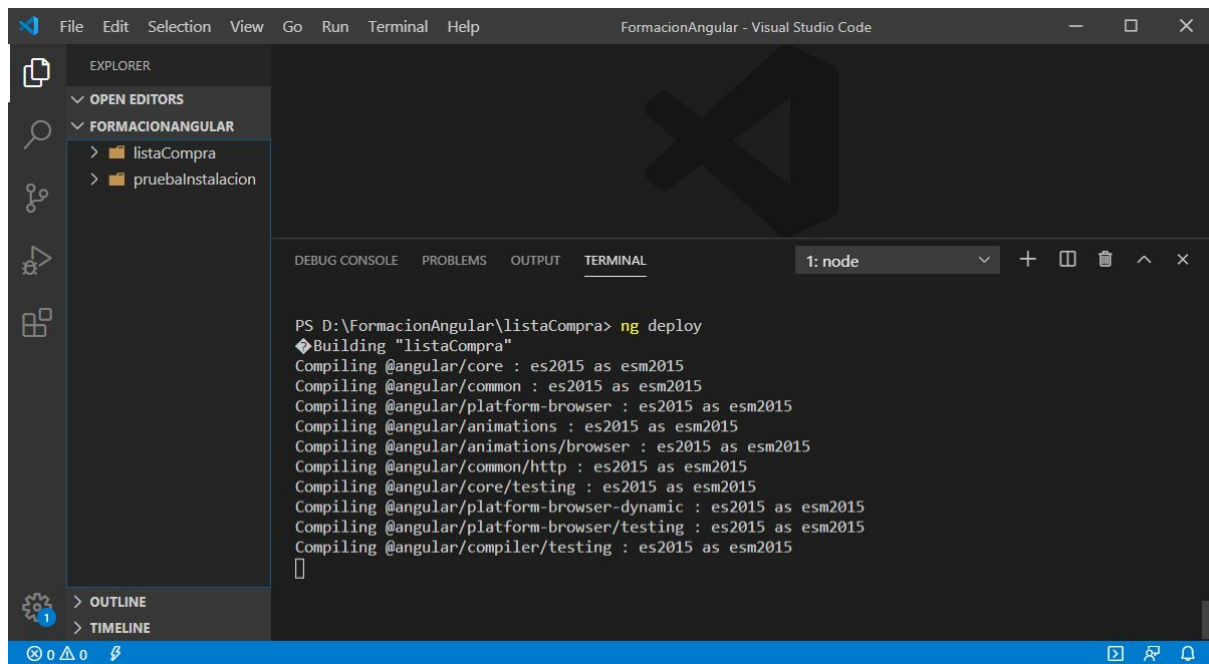 File Edit Selection View Go Run Terminal Help FormacionAngular - Visual Studio Code
EXPLORER
OPEN EDITORS
FORMACIONANGULAR
listaCompra
pruebaInstalacion
DEBUG CONSOLE PROBLEMS OUTPUT TERMINAL 1: node
PS D:\FormacionAngular\listaCompra> ng deploy
�Building "listaCompra"
Compiling @angular/core : es2015 as esm2015
Compiling @angular/common : es2015 as esm2015
Compiling @angular/platform-browser : es2015 as esm2015
Compiling @angular/animations : es2015 as esm2015
Compiling @angular/animations/browser : es2015 as esm2015
Compiling @angular/common/http : es2015 as esm2015
Compiling @angular/core/testing : es2015 as esm2015
Compiling @angular/platform-browser-dynamic : es2015 as esm2015
Compiling @angular/platform-browser/testing : es2015 as esm2015
Compiling @angular/compiler/testing : es2015 as esm2015
OUTLINE
TIMELINE
1
0 0